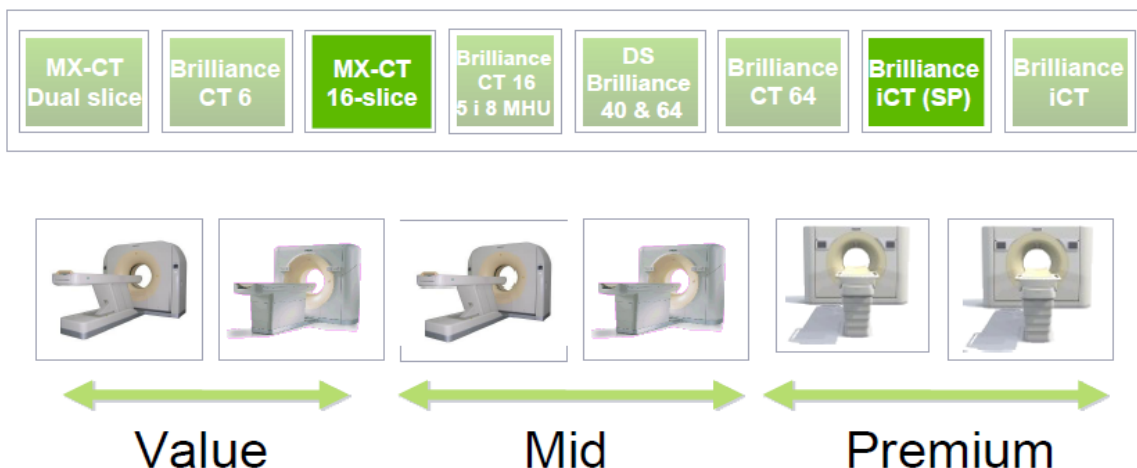 MX-CT
Dual slice
Brilliance
CT 6
MX-CT
16-slice
Brilliance
CT 16
5 i 8 MHU
DS
Brilliance
40 & 64
Brilliance
CT 64
Brilliance
iCT (SP)
Brilliance
iCT
Value
Mid
Premium